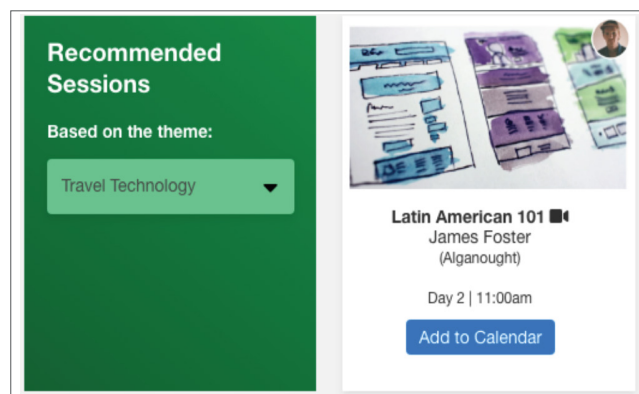 Recommended
Sessions
Based on the theme:
Travel Technology
Latin American 101
James Foster
(Alganought)
Day 2 | 11:00am
Add to Calendar